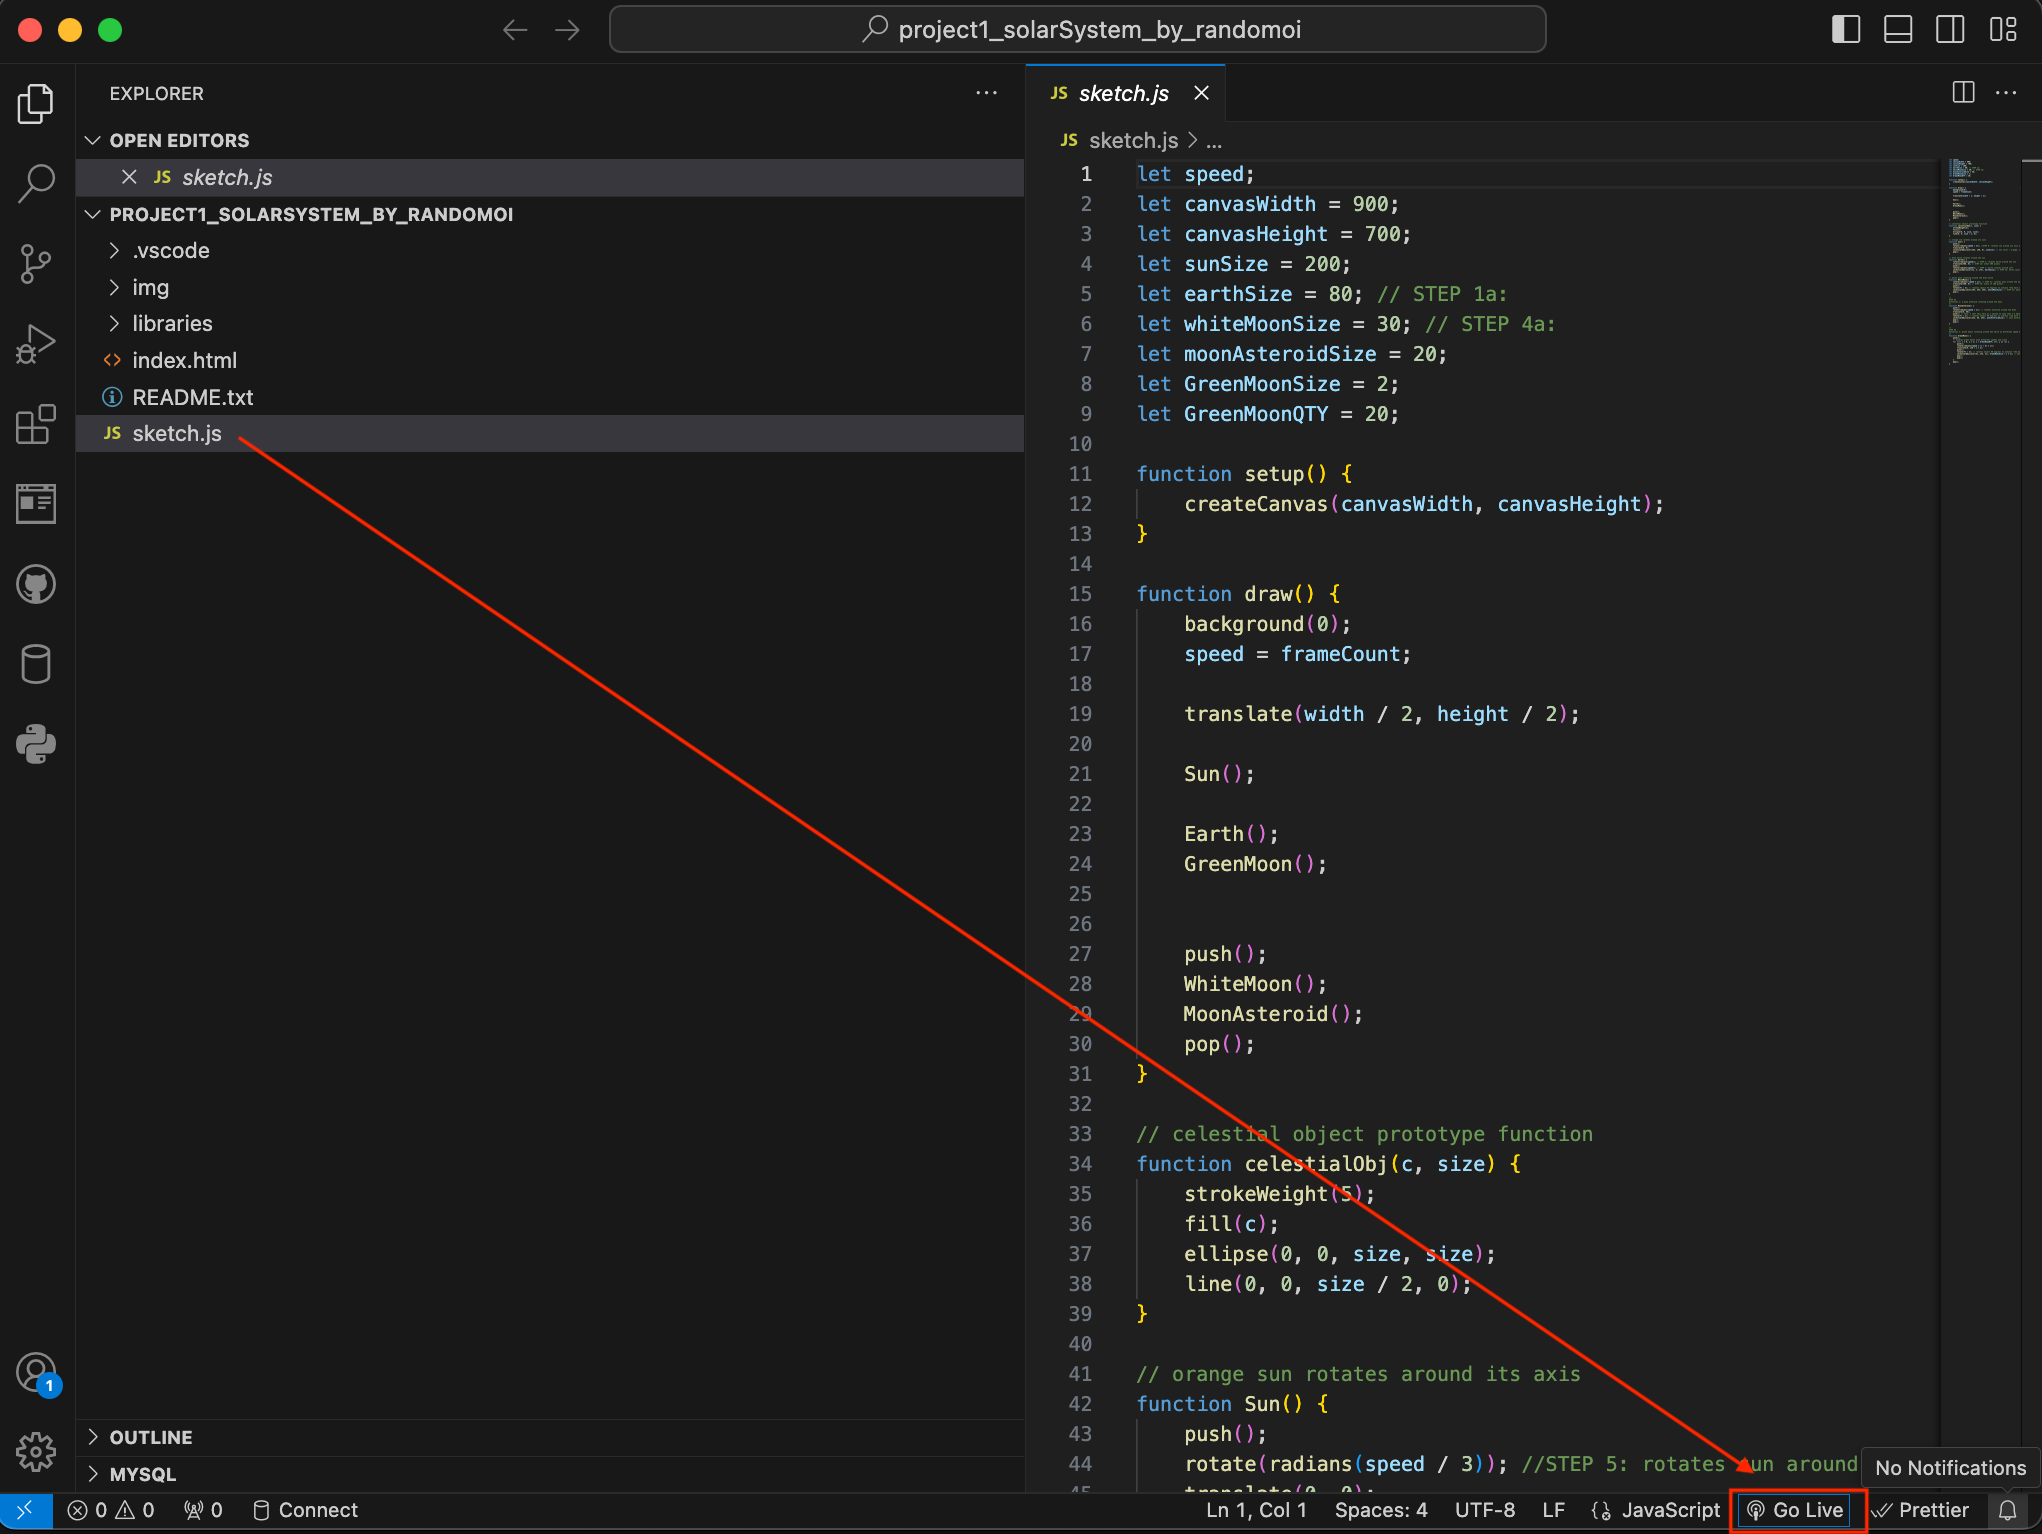 project1_solarSystem_by_randomoi
EXPLORER
OPEN EDITORS
JS sketch.js
PROJECT1_SOLARSYSTEM_BY_RANDOMOI
.vscode
img
libraries
<> index.html
README.txt
JS sketch.js
OUTLINE
MYSQL
JS sketch.js
JS sketch.js > ...
1 let speed;
2 let canvasWidth = 900;
3 let canvasHeight = 700;
4 let sunSize = 200;
5 let earthSize = 80; // STEP 1a:
6 let whiteMoonSize = 30; // STEP 4a:
7 let moonAsteroidSize = 20;
8 let GreenMoonSize = 2;
9 let GreenMoonQTY = 20;
10
11 function setup() {
12 createCanvas(canvasWidth, canvasHeight);
13 }
14
15 function draw() {
16 background(0);
17 speed = frameCount;
18
19 translate(width / 2, height / 2);
20
21 Sun();
22
23 Earth();
24 GreenMoon();
25
26
27 push();
28 WhiteMoon();
29 MoonAsteroid();
30 pop();
31 }
32
33 // celestial object prototype function
34 function celestialObj(c, size) {
35 strokeWeight(5);
36 fill(c);
37 ellipse(0, 0, size, size);
38 line(0, 0, size / 2, 0);
39 }
40
41 // orange sun rotates around its axis
42 function Sun() {
43 push();
44 rotate(radians(speed / 3)); //STEP 5: rotates sun around
45 translate(0, 0);
No Notifications
1
0 0 0 Connect
Ln 1, Col 1 Spaces: 4 UTF-8 LF JavaScript Go Live Prettier